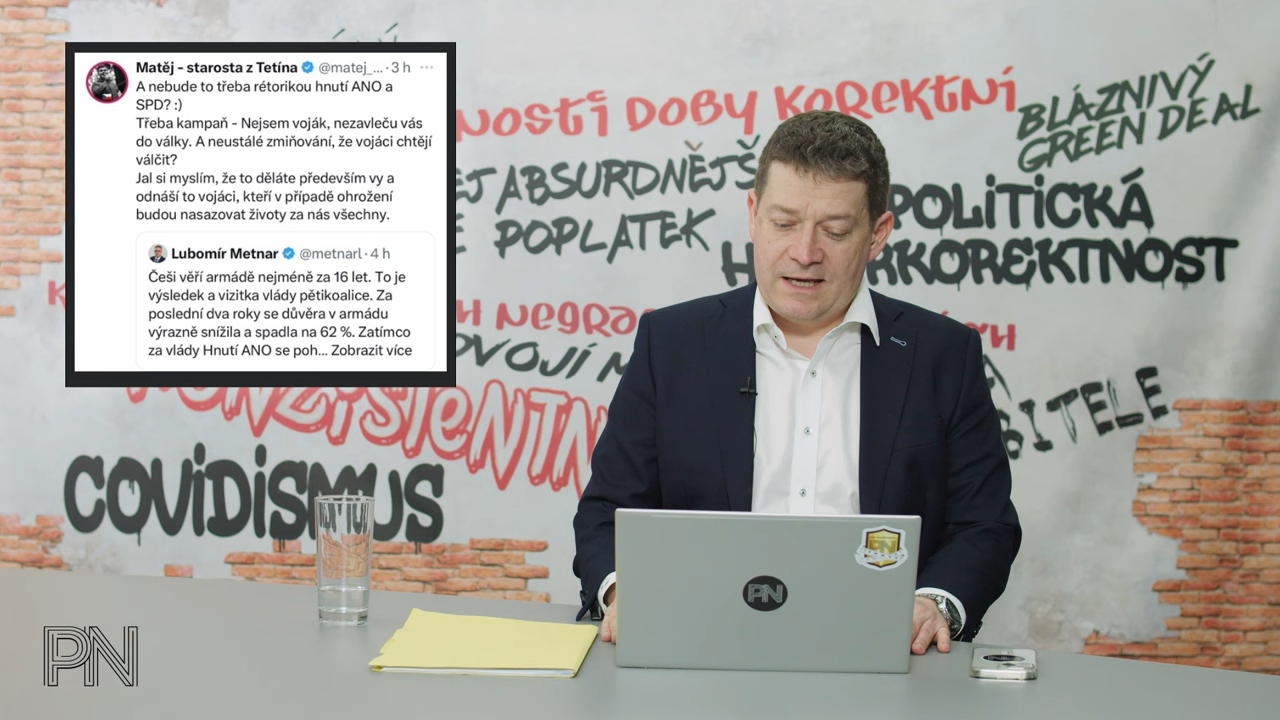 Matěj - starosta z Tetína @matej_... · 3 h
A nebude to třeba rétorikou hnutí ANO a
SPD? :)
Třeba kampaň - Nejsem voják, nezavleču vás
do války. A neustálé zmiňování, že vojáci chtějí
válčit?
Jal si myslím, že to děláte především vy a
odnáší to vojáci, kteří v případě ohrožení
budou nasazovat životy za nás všechny.
Lubomír Metnar @metnarl · 4 h
Češi věří armádě nejméně za 16 let. To je
výsledek a vizitka vlády pětikoalice. Za
poslední dva roky se důvěra v armádu
výrazně snížila a spadla na 62 %. Zatímco
za vlády Hnutí ANO se poh... Zobrazit více
DOBY KOREKTNÍ
BLÁZNIVÝ
GREEN DEAL
ABSURDNĚJŠ
POPLATEK
POLITICKÁ
RKOREKTNOST
COVIDISMUS
PN
PN
PN